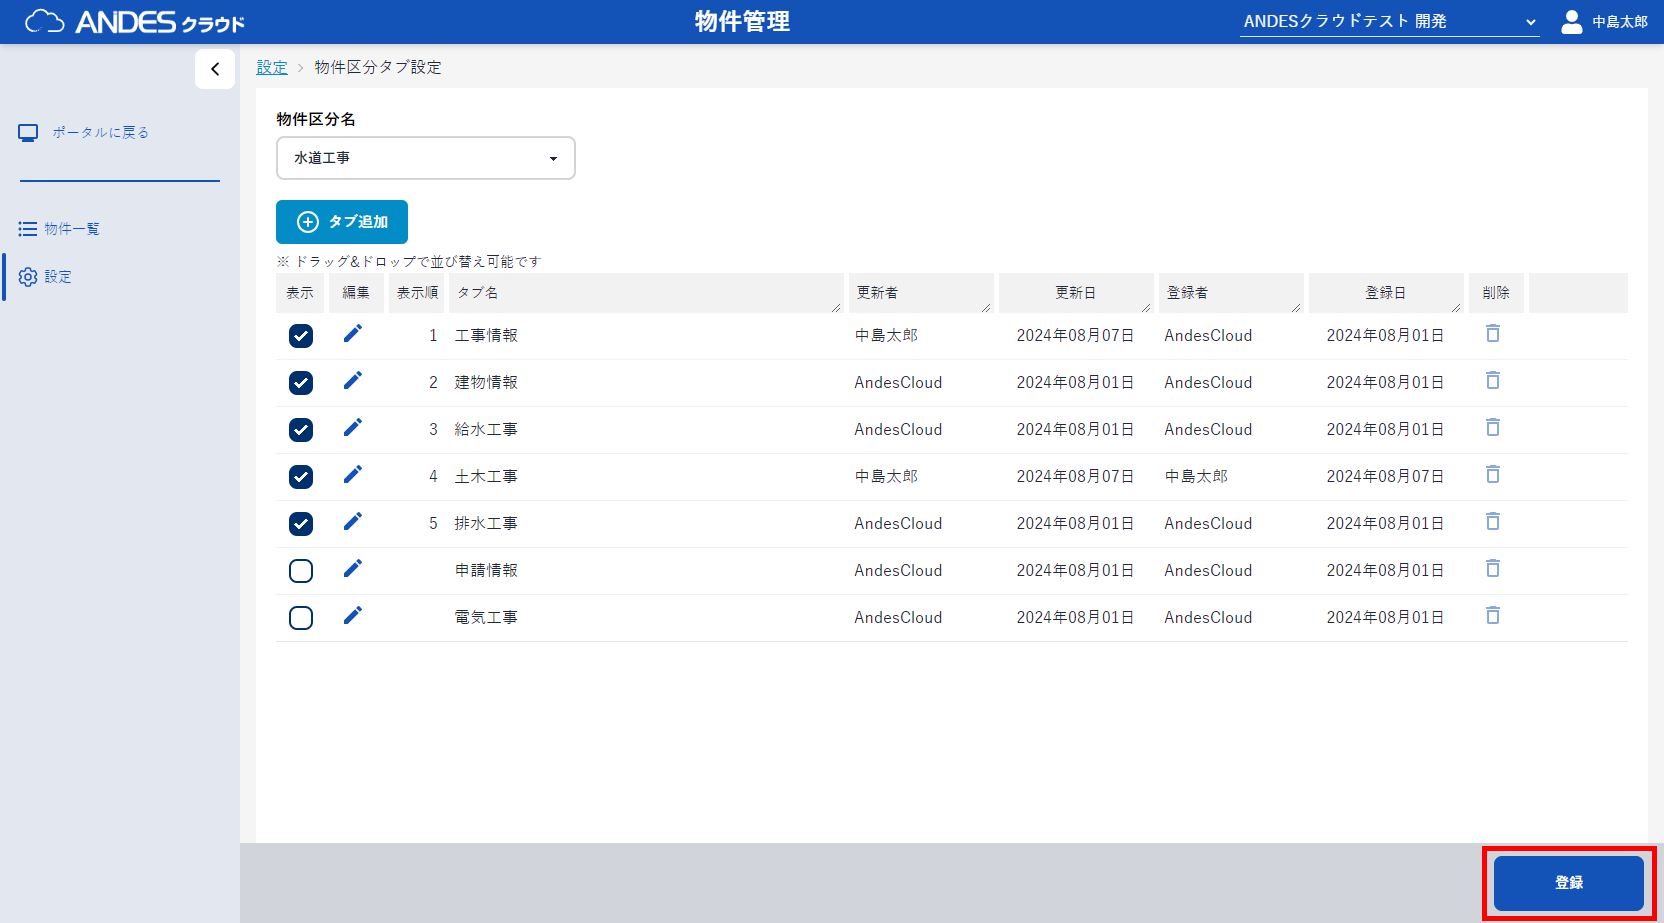 ANDES クラウド
物件管理
ANDESクラウドテスト 開発
中島太郎
ポータルに戻る
物件一覧
設定
設定 > 物件区分タブ設定
物件区分名
水道工事
タブ追加
※ ドラッグ&ドロップで並び替え可能です
表示 編集 表示順 タブ名 更新者 更新日 登録者 登録日 削除
1 工事情報 中島太郎 2024年08月07日 AndesCloud 2024年08月01日
2 建物情報 AndesCloud 2024年08月01日 AndesCloud 2024年08月01日
3 給水工事 AndesCloud 2024年08月01日 AndesCloud 2024年08月01日
4 土木工事 中島太郎 2024年08月07日 中島太郎 2024年08月07日
5 排水工事 AndesCloud 2024年08月01日 AndesCloud 2024年08月01日
申請情報 AndesCloud 2024年08月01日 AndesCloud 2024年08月01日
電気工事 AndesCloud 2024年08月01日 AndesCloud 2024年08月01日
登録